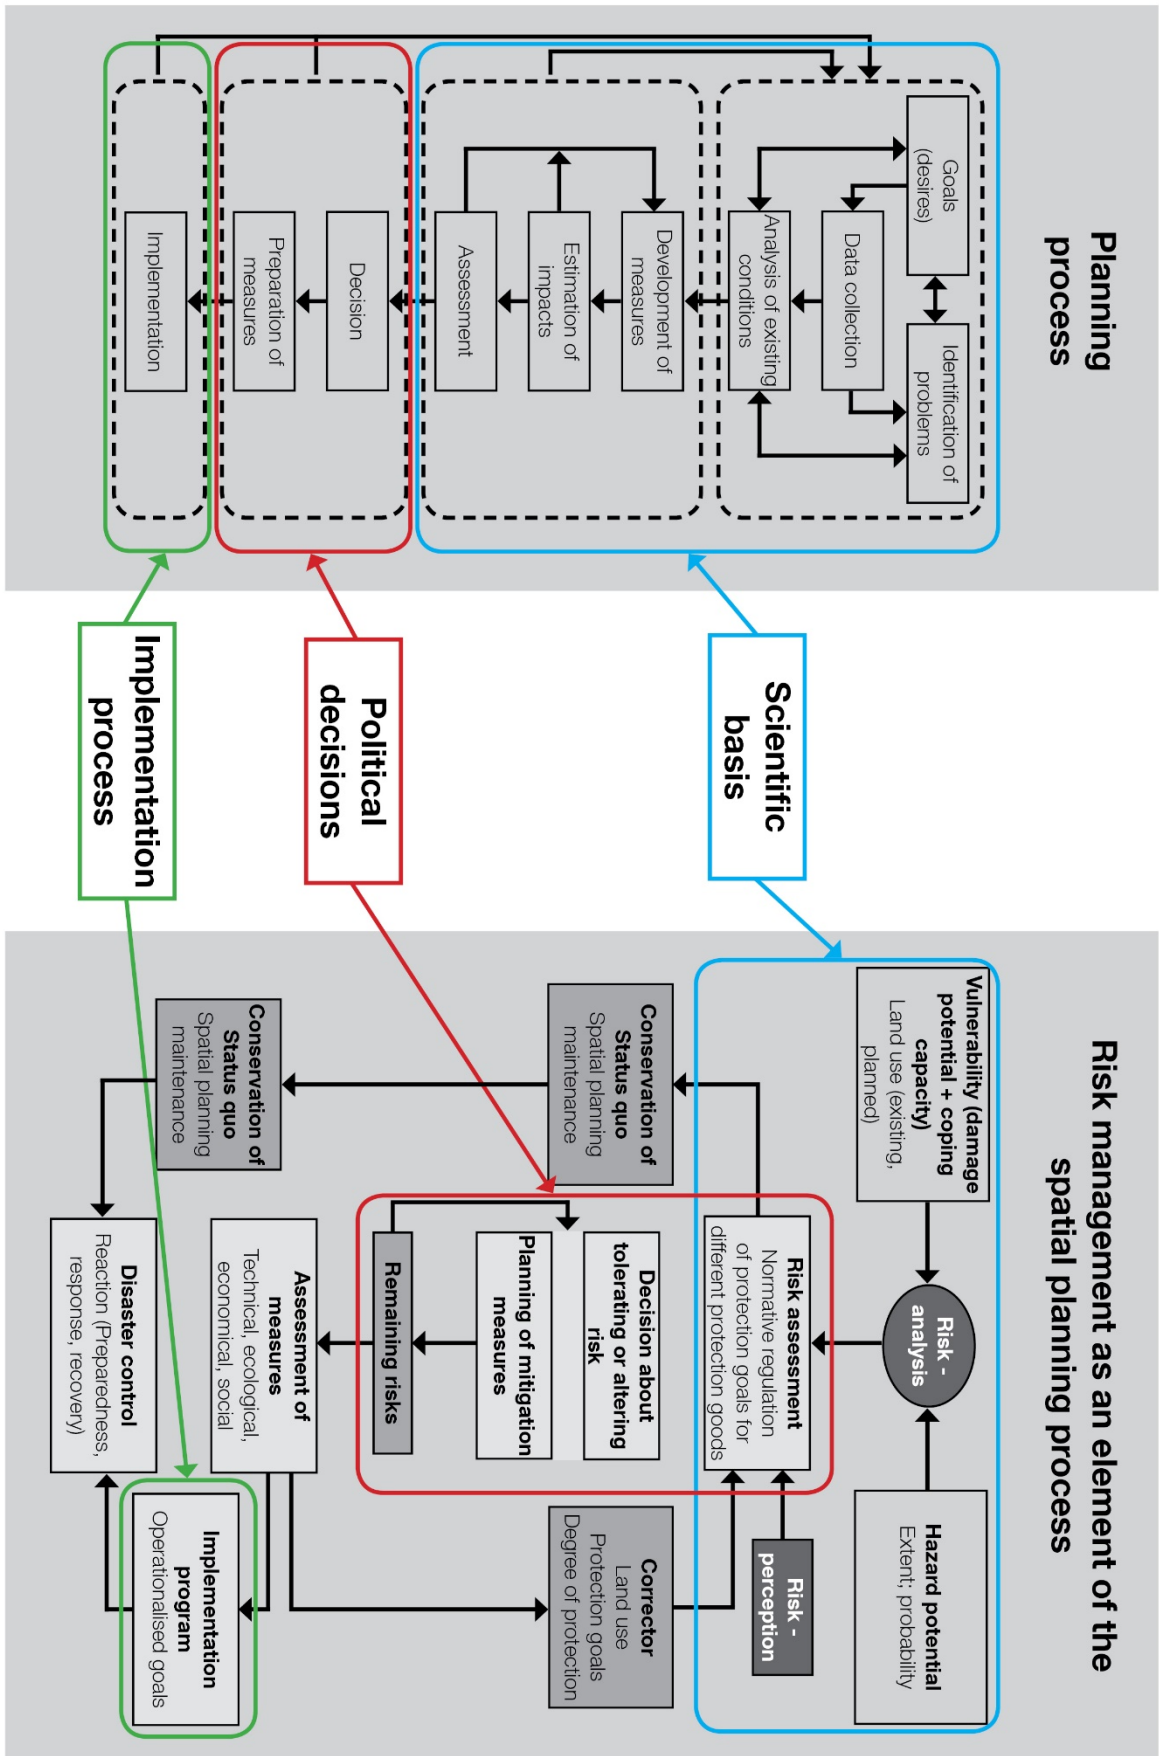 Planning
process
Goals
(desires)
Identification of
problems
Data collection
Analysis of existing
conditions
Development of
measures
Estimation of
impacts
Assessment
Decision
Preparation of
measures
Implementation
Scientific
basis
Political
decisions
Implementation
process
Risk management as an element of the
spatial planning process
Vulnerability (damage
potential + coping
capacity)
Land use (existing,
planned)
Risk -
analysis
Hazard potential
Extent; probability
Risk assessment
Normative regulation
of protection goals for
different protection goods
Risk -
perception
Conservation of
Status quo
Spatial planning
maintenance
Decision about
tolerating or altering
risk
Planning of mitigation
measures
Remaining risks
Corrector
Land use
Protection goals
Degree of protection
Conservation of
Status quo
Spatial planning
maintenance
Assessment of
measures
Technical, ecological,
economical, social
Implementation
program
Operationalised goals
Disaster control
Reaction (Preparedness,
response, recovery)